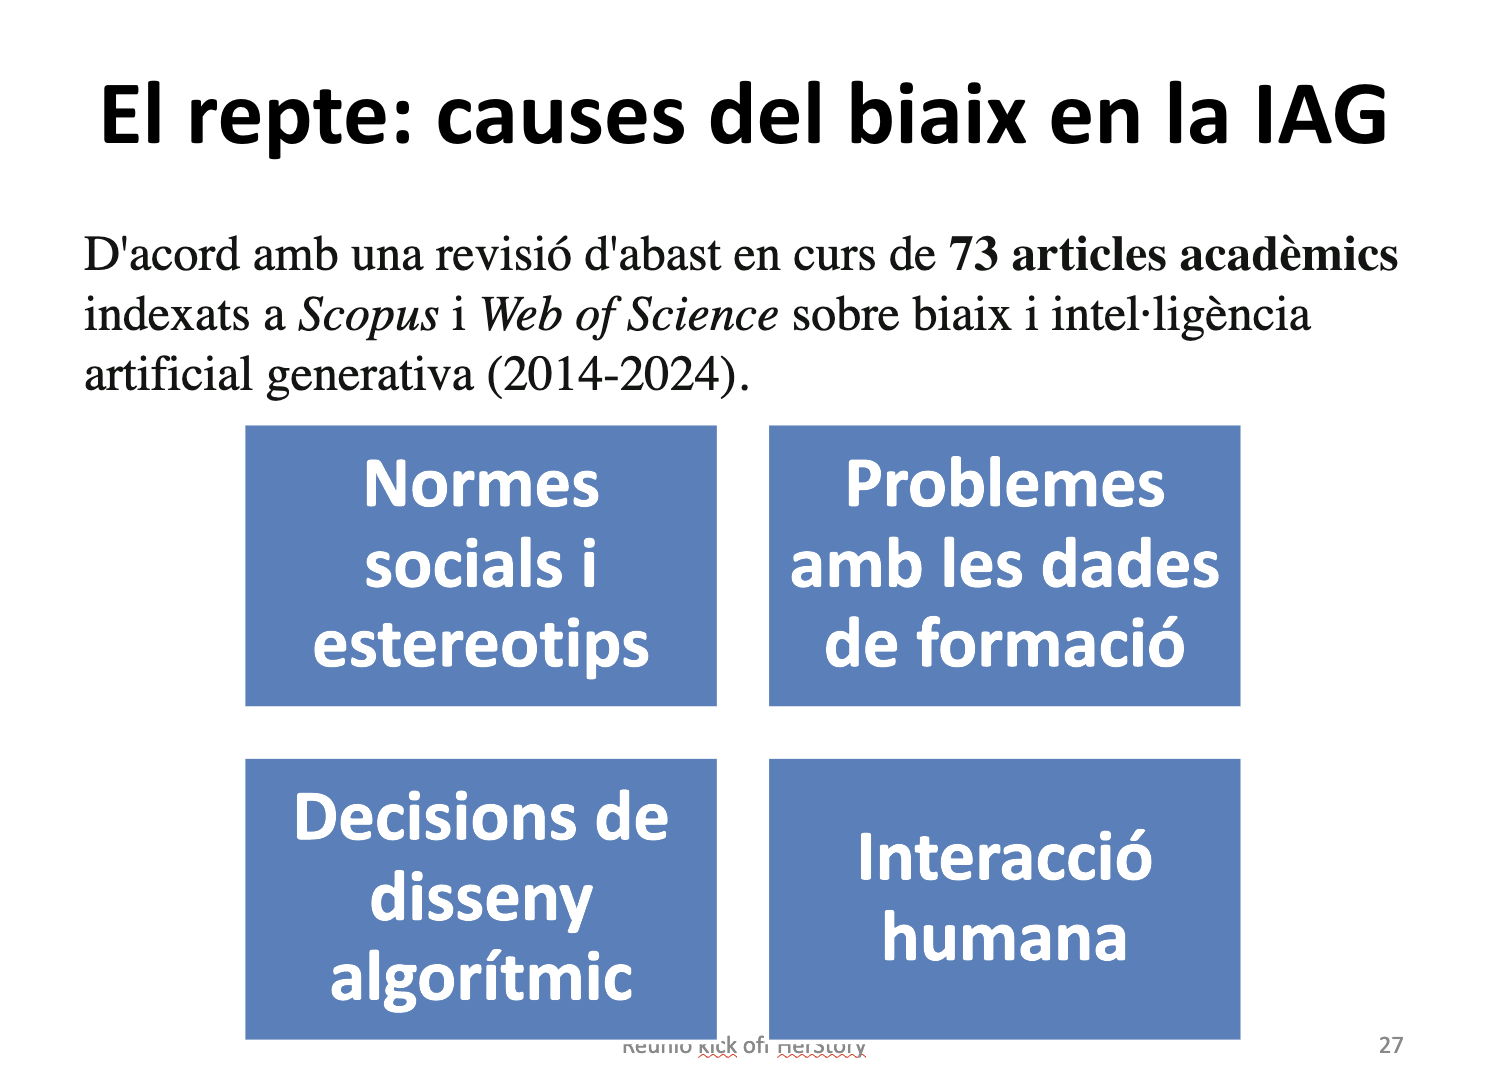 El repte: causes del biaix en la IAG
D'acord amb una revisió d'abast en curs de 73 articles acadèmics
indexats a Scopus i Web of Science sobre biaix i intel·ligència
artificial generativa (2014-2024).
Normes
socials i
estereotips
Problemes
amb les dades
de formació
Decisions de
disseny
algorítmic
Interacció
humana
Reunió kick off HerStory
27